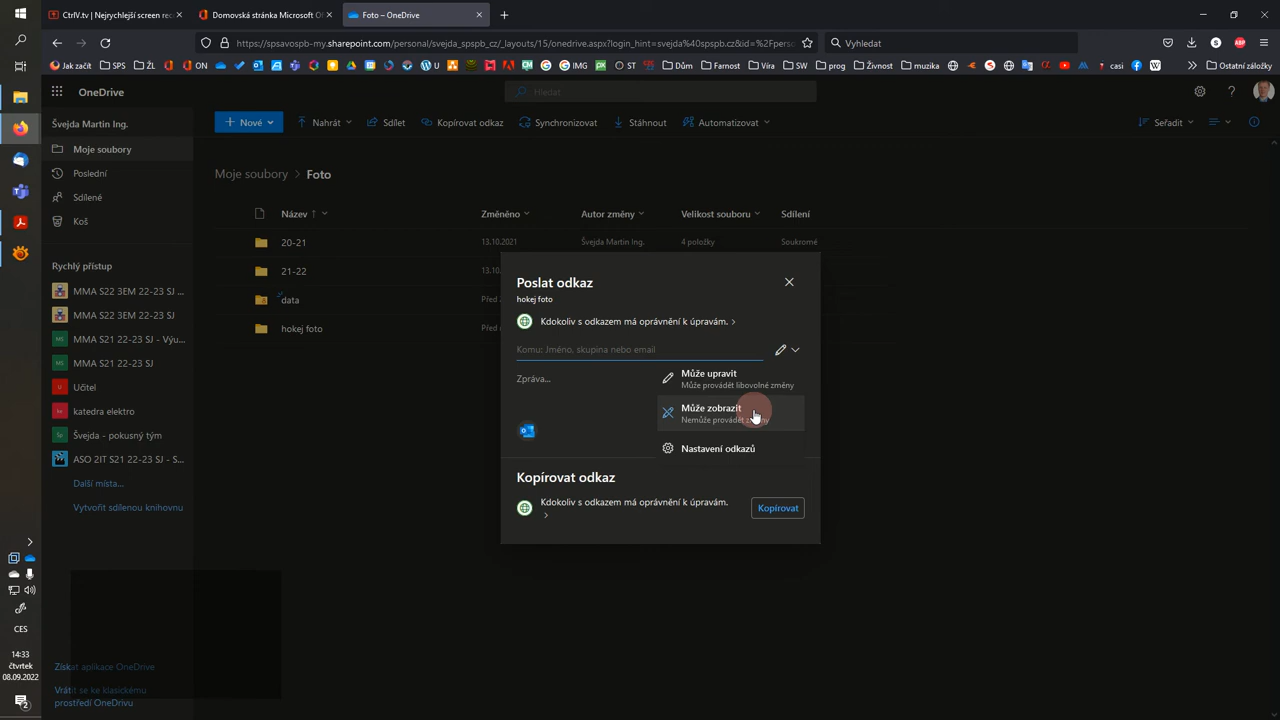 CtrlV.tv | Nejrychlejší screen rec
Domovská stránka Microsoft Of
Foto – OneDrive
https://spsavospb-my.sharepoint.com/personal/svejda_spspb_cz/_layouts/15/onedrive.aspx?login_hint=svejda%40spspb.cz&id=%2Fpersc
Vyhledat
Jak začít
SPS
ŽL
ON
W U
G
IMG
ST
Dům
Farnost
Víra
SW
prog
Živnost
muzika
casi
Ostatní záložky
OneDrive
Hledat
Švejda Martin Ing.
Nové
Nahrát
Sdílet
Kopírovat odkaz
Synchronizovat
Stáhnout
Automatizovat
Seřadit
Moje soubory
Poslední
Sdílené
Koš
Moje soubory > Foto
Název ↑
Změněno
Autor změny
Velikost souboru
Sdílení
20-21
13.10.2021
Švejda Martin Ing.
4 položky
Soukromé
21-22
13.10.
data
Před
hokej foto
Před
Rychlý přístup
MMA S22 3EM 22-23 SJ ...
MMA S22 3EM 22-23 SJ
MMA S21 22-23 SJ - Výu...
MMA S21 22-23 SJ
Učitel
katedra elektro
Švejda - pokusný tým
ASO 2IT S21 22-23 SJ - S...
Další místa...
Vytvořit sdílenou knihovnu
Poslat odkaz
hokej foto
Kdokoliv s odkazem má oprávnění k úpravám. >
Komu: Jméno, skupina nebo email
Zpráva...
Může upravit
Může provádět libovolné změny
Může zobrazit
Nemůže provádět změny
Nastavení odkazů
Kopírovat odkaz
Kdokoliv s odkazem má oprávnění k úpravám.
>
Kopírovat
CES
14:33
čtvrtek
08.09.2022
2
Získat aplikace OneDrive
Vrátit se ke klasickému
prostředí OneDrivu